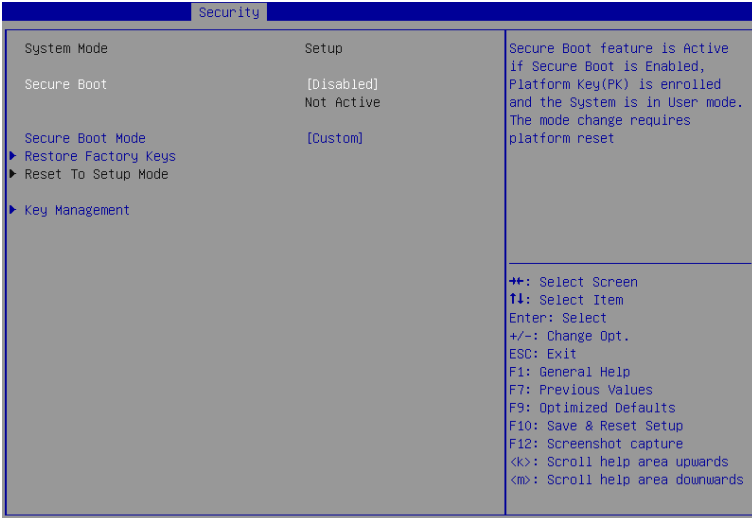 Security
System Mode Setup
Secure Boot [Disabled]
Not Active
Secure Boot Mode [Custom]
Restore Factory Keys
Reset To Setup Mode
Key Management
Secure Boot feature is Active
if Secure Boot is Enabled,
Platform Key(PK) is enrolled
and the System is in User mode.
The mode change requires
platform reset
→←: Select Screen
↑↓: Select Item
Enter: Select
+/-: Change Opt.
ESC: Exit
F1: General Help
F7: Previous Values
F9: Optimized Defaults
F10: Save & Reset Setup
F12: Screenshot capture
<k>: Scroll help area upwards
<m>: Scroll help area downwards